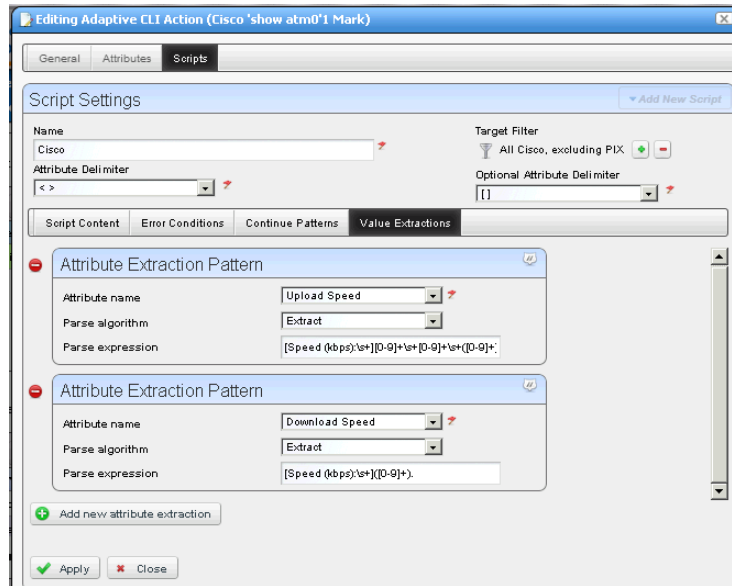 Editing Adaptive CLI Action (Cisco 'show atm0'1 Mark)
General Attributes Scripts
Script Settings
Add New Script
Name
Cisco
Target Filter
All Cisco, excluding PIX
Attribute Delimiter
< >
Optional Attribute Delimiter
[]
Script Content Error Conditions Continue Patterns Value Extractions
Attribute Extraction Pattern
Attribute name
Upload Speed
Parse algorithm
Extract
Parse expression
[Speed (kbps):\s+][0-9]+\s+[0-9]+\s+([0-9]+
Attribute Extraction Pattern
Attribute name
Download Speed
Parse algorithm
Extract
Parse expression
[Speed (kbps):\s+]([0-9]+).
Add new attribute extraction
Apply Close